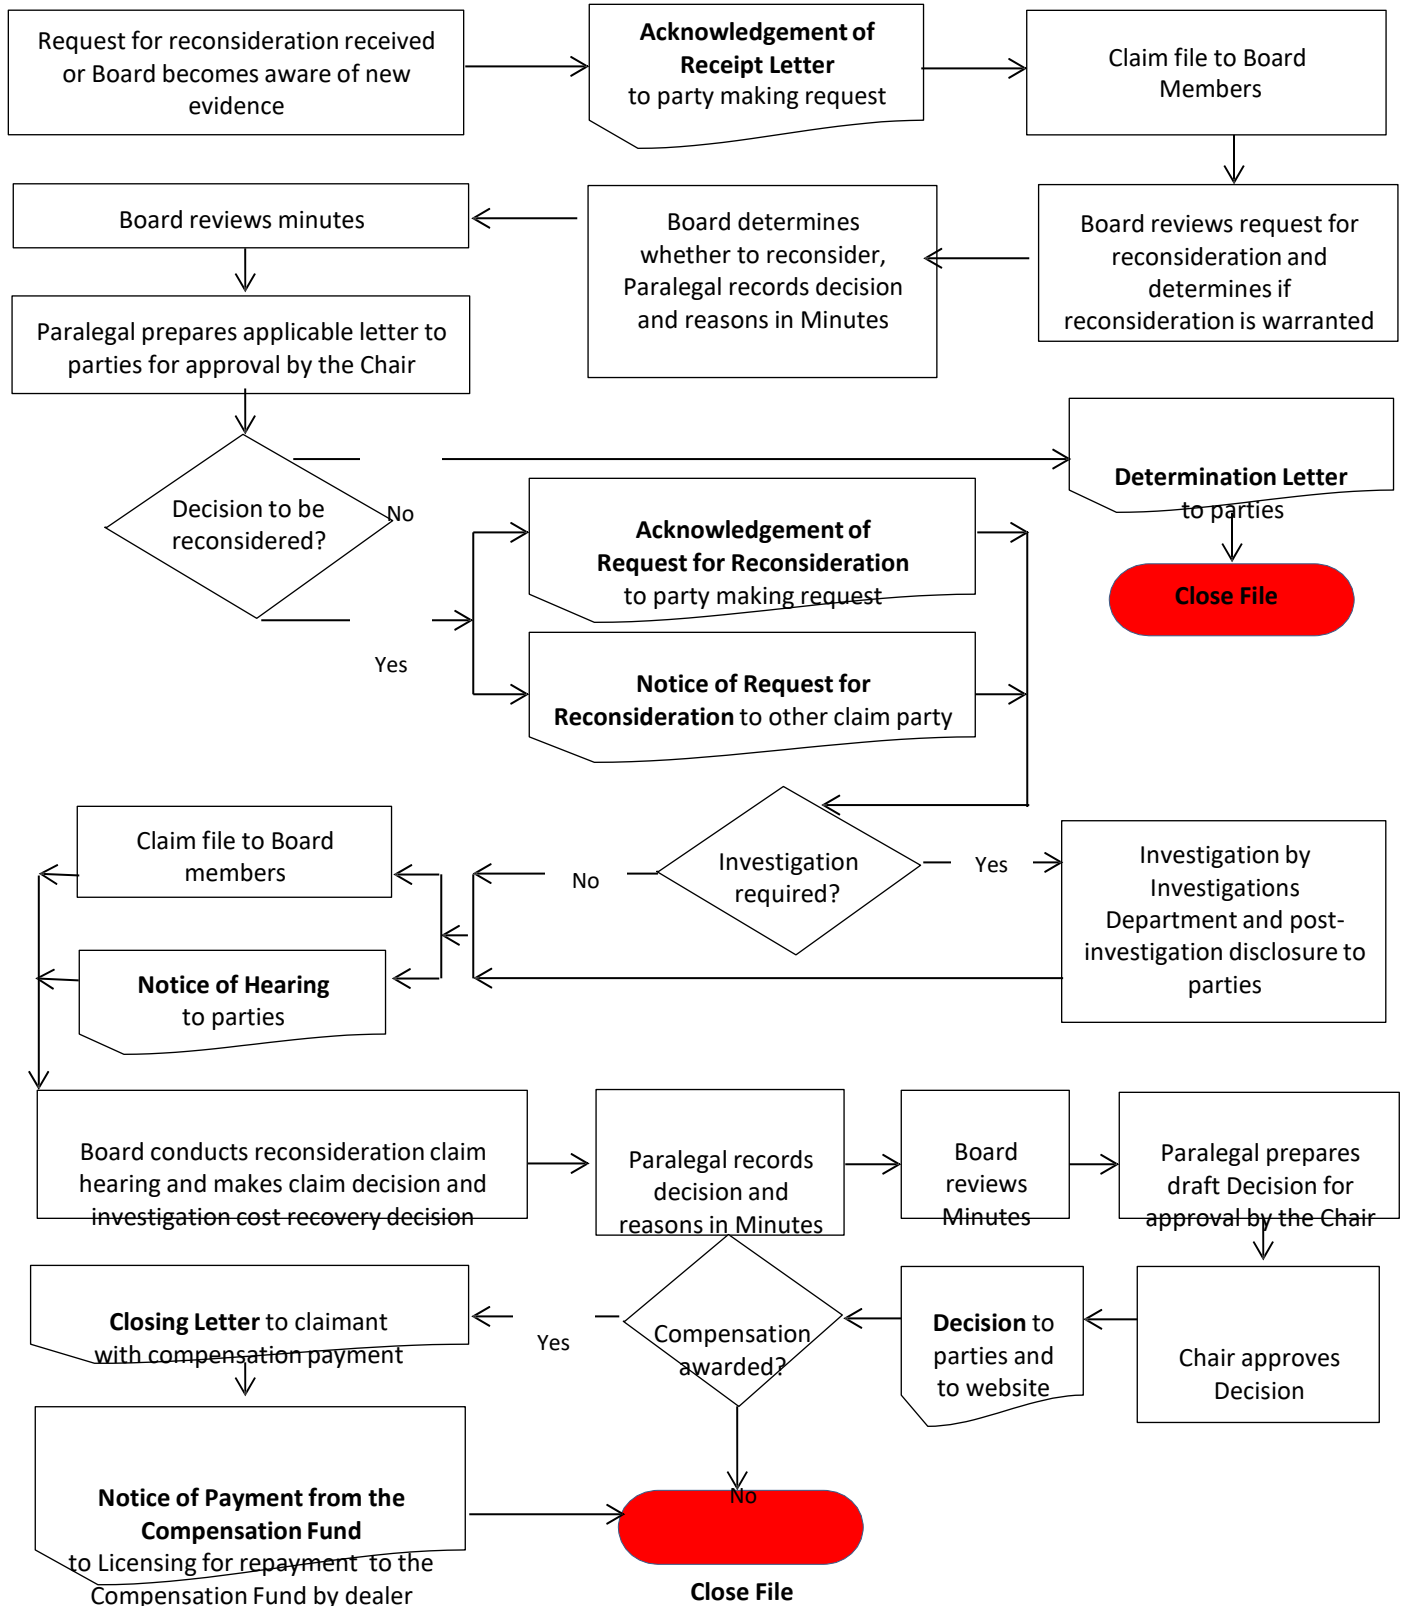 Request for reconsideration received
or Board becomes aware of new
evidence
Acknowledgement of
Receipt Letter
to party making request
Claim file to Board
Members
Board reviews minutes
Board determines
whether to reconsider,
Paralegal records decision
and reasons in Minutes
Board reviews request for
reconsideration and
determines if
reconsideration is warranted
Paralegal prepares applicable letter to
parties for approval by the Chair
Decision to be
reconsidered?
No
Determination Letter
to parties
Close File
Acknowledgement of
Request for Reconsideration
to party making request
Yes
Notice of Request for
Reconsideration to other claim party
Claim file to Board
members
No
Investigation
required?
Yes
Investigation by
Investigations
Department and post-
investigation disclosure to
parties
Notice of Hearing
to parties
Board conducts reconsideration claim
hearing and makes claim decision and
investigation cost recovery decision
Paralegal records
decision and
reasons in Minutes
Board
reviews
Minutes
Paralegal prepares
draft Decision for
approval by the Chair
Closing Letter to claimant
with compensation payment
Yes
Compensation
awarded?
Decision to
parties and
to website
Chair approves
Decision
No
Notice of Payment from the
Compensation Fund
to Licensing for repayment to the
Compensation Fund by dealer
Close File